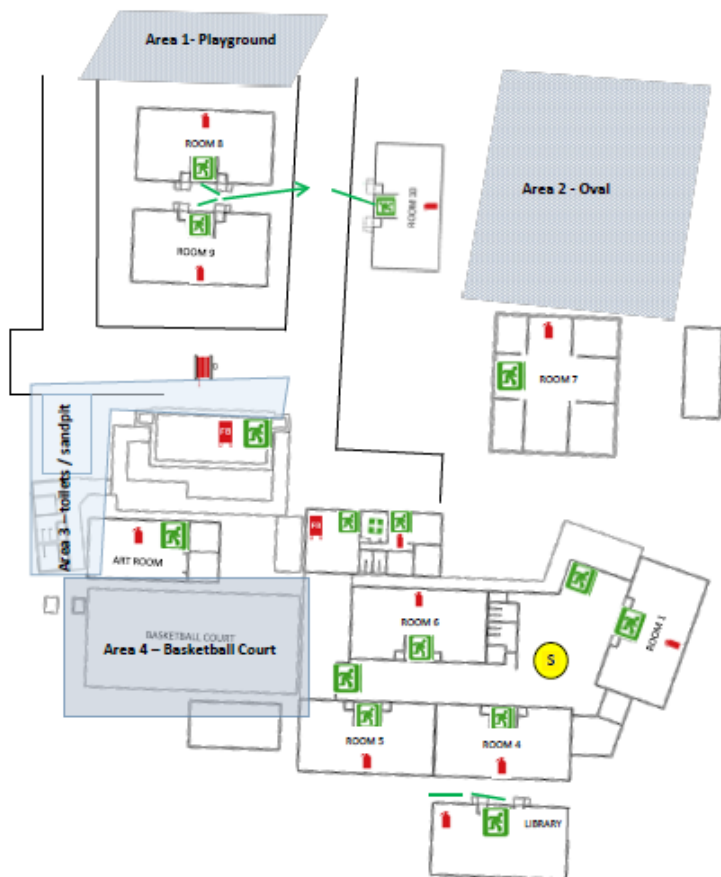 Area 1- Playground
ROOM 8
Area 2 - Oval
ROOM 10
ROOM 9
ROOM 7
FB
Area 3 – toilets / sandpit
FB
ART ROOM
ROOM 6
ROOM 1
BASKETBALL COURT
Area 4 – Basketball Court
S
ROOM 5
ROOM 4
LIBRARY